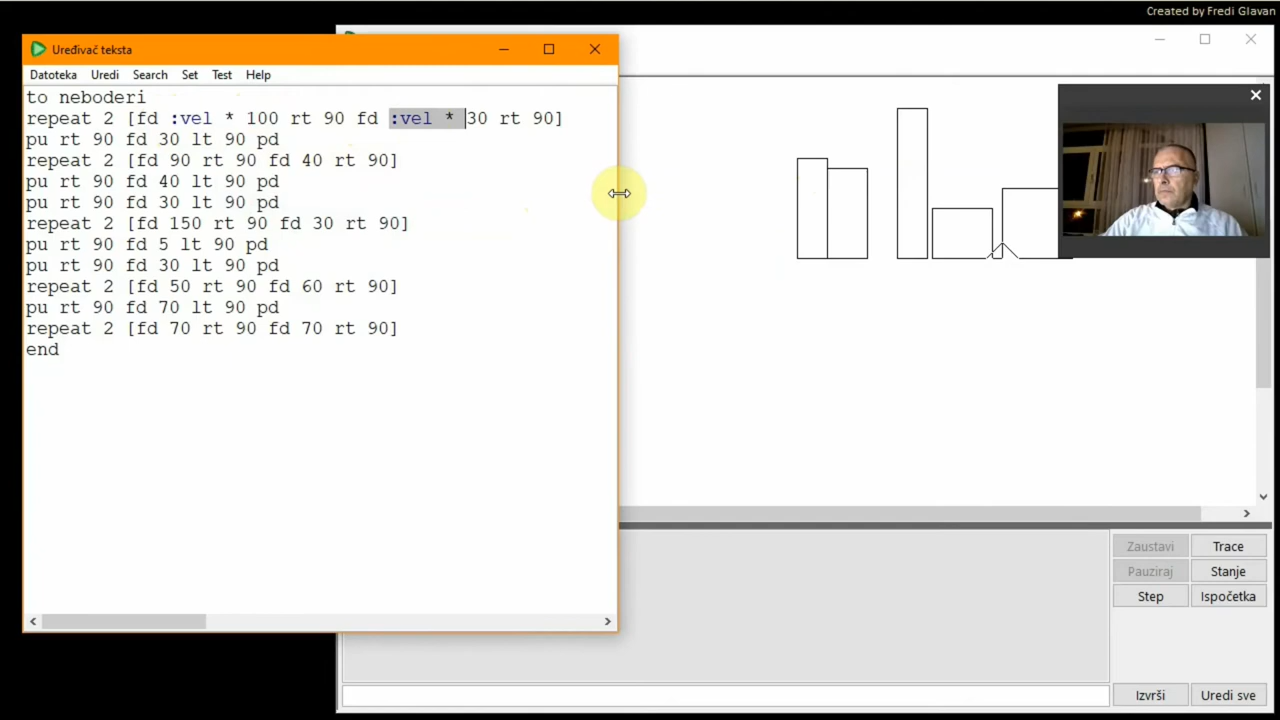 Created by Fredi Glavan
Uređivač teksta
Datoteka Uredi Search Set Test Help
to neboderi
repeat 2 [fd :vel * 100 rt 90 fd :vel * 30 rt 90]
pu rt 90 fd 30 lt 90 pd
repeat 2 [fd 90 rt 90 fd 40 rt 90]
pu rt 90 fd 40 lt 90 pd
pu rt 90 fd 30 lt 90 pd
repeat 2 [fd 150 rt 90 fd 30 rt 90]
pu rt 90 fd 5 lt 90 pd
pu rt 90 fd 30 lt 90 pd
repeat 2 [fd 50 rt 90 fd 60 rt 90]
pu rt 90 fd 70 lt 90 pd
repeat 2 [fd 70 rt 90 fd 70 rt 90]
end
Zaustavi Trace
Pauziraj Stanje
Step Ispočetka
Izvrši Uredi sve